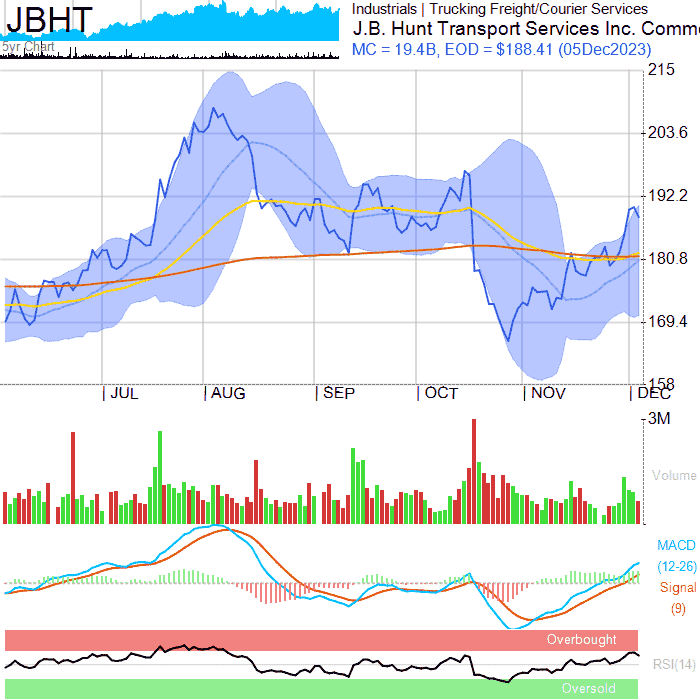 JBHT
5yr Chart
Industrials | Trucking Freight/Courier Services
J.B. Hunt Transport Services Inc. Comm
MC = 19.4B, EOD = $188.41 (05Dec2023)
215
203.6
192.2
180.8
169.4
158
| JUL | AUG | SEP | OCT | NOV | DEC
3M
Volume
MACD
(12-26)
Signal
(9)
Overbought
RSI(14)
Oversold